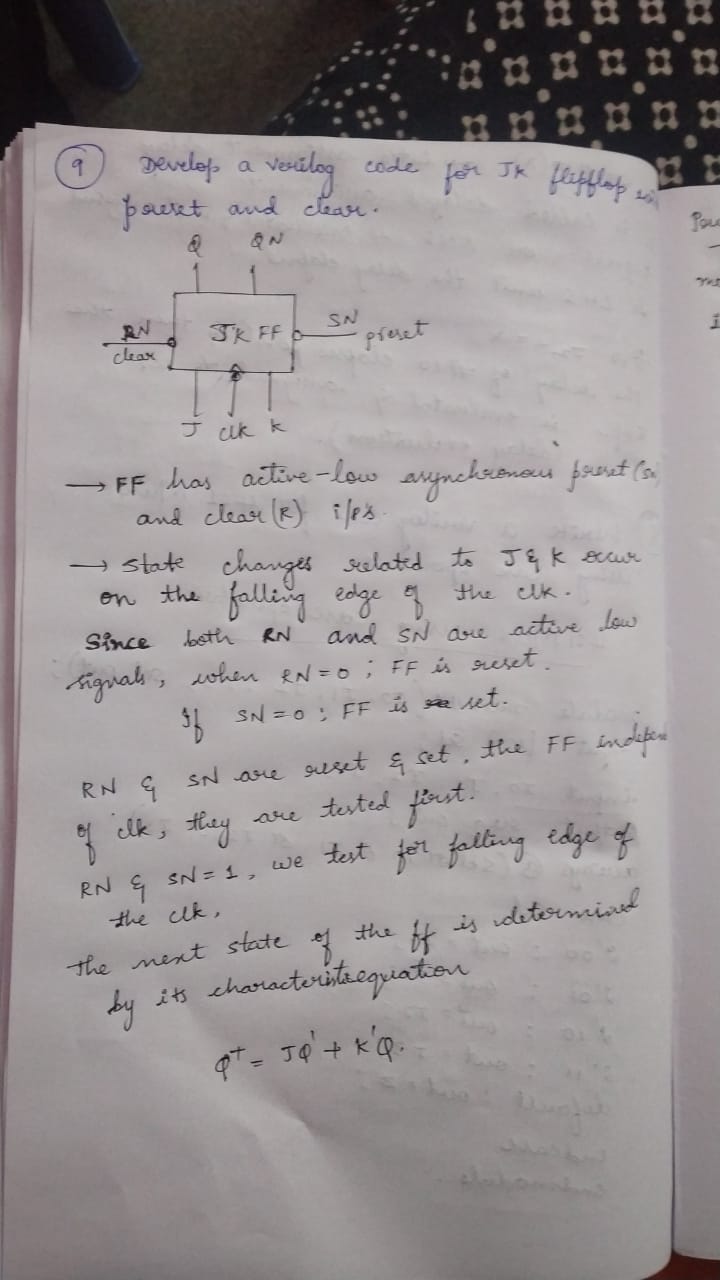 9 Develop a verilog code for JK flipflop
preset and clear.
Q QN
RN JK FF SN preset
clear
J clk K
→ FF has active-low asynchronous preset (Sn
and clear (R) i/p's.
→ state changes related to J & K occur
on the falling edge of the clk.
Since both RN and SN are active low
signals, when RN=0; FF is reset.
If SN=0; FF is set.
RN & SN are reset & set, the FF indepen
of clk, they are tested first.
RN & SN=1, we test for falling edge of
the clk,
the next state of the ff is determined
by its characteristicequation
Q⁺ = JQ' + K'Q.
Pow
me